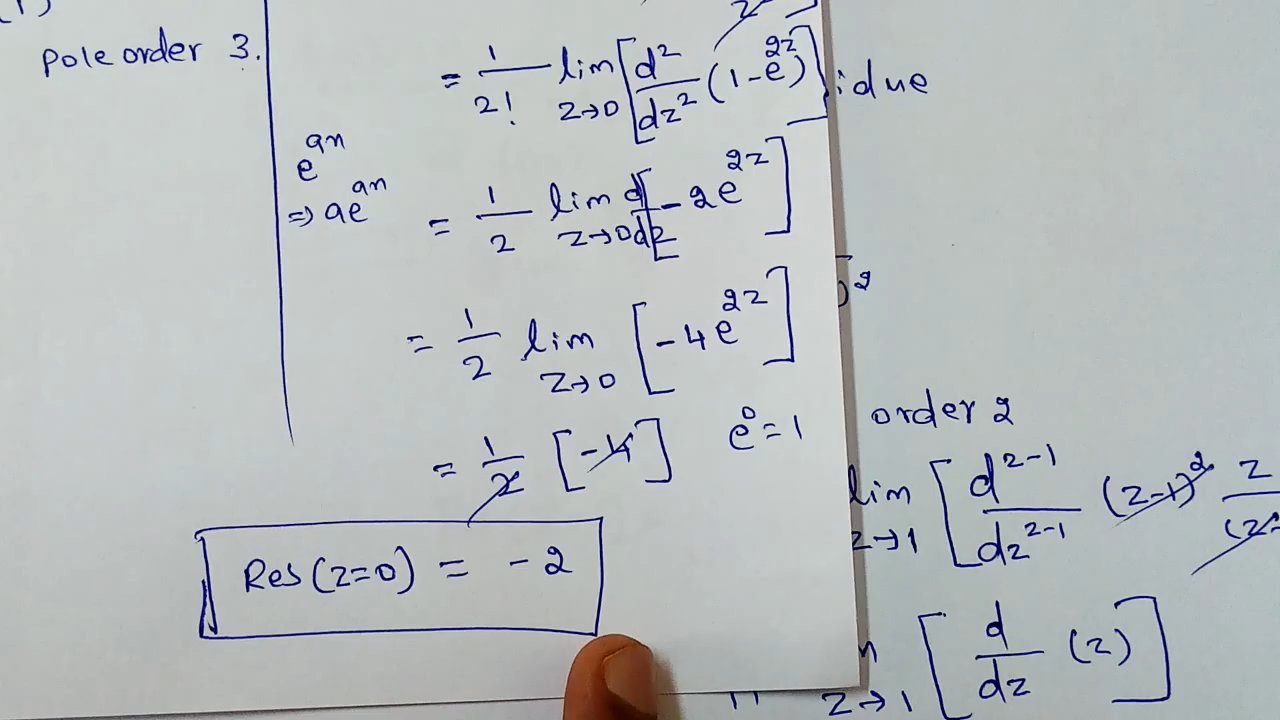 pole order 3.
= 1/2! lim z→0 [d²/dz² (1-e^2z)]
idue
e^an
⇒ ae^an
= 1/2 lim z→0 d/dz [-2e^2z]
= 1/2 lim z→0 [-4e^2z]
order 2
= 1/2 [-4] e^0 = 1
lim z→1 [d^2-1/dz^2-1 (z-1)^2 z
Res(z=0) = -2
z→1 [d/dz (z)]